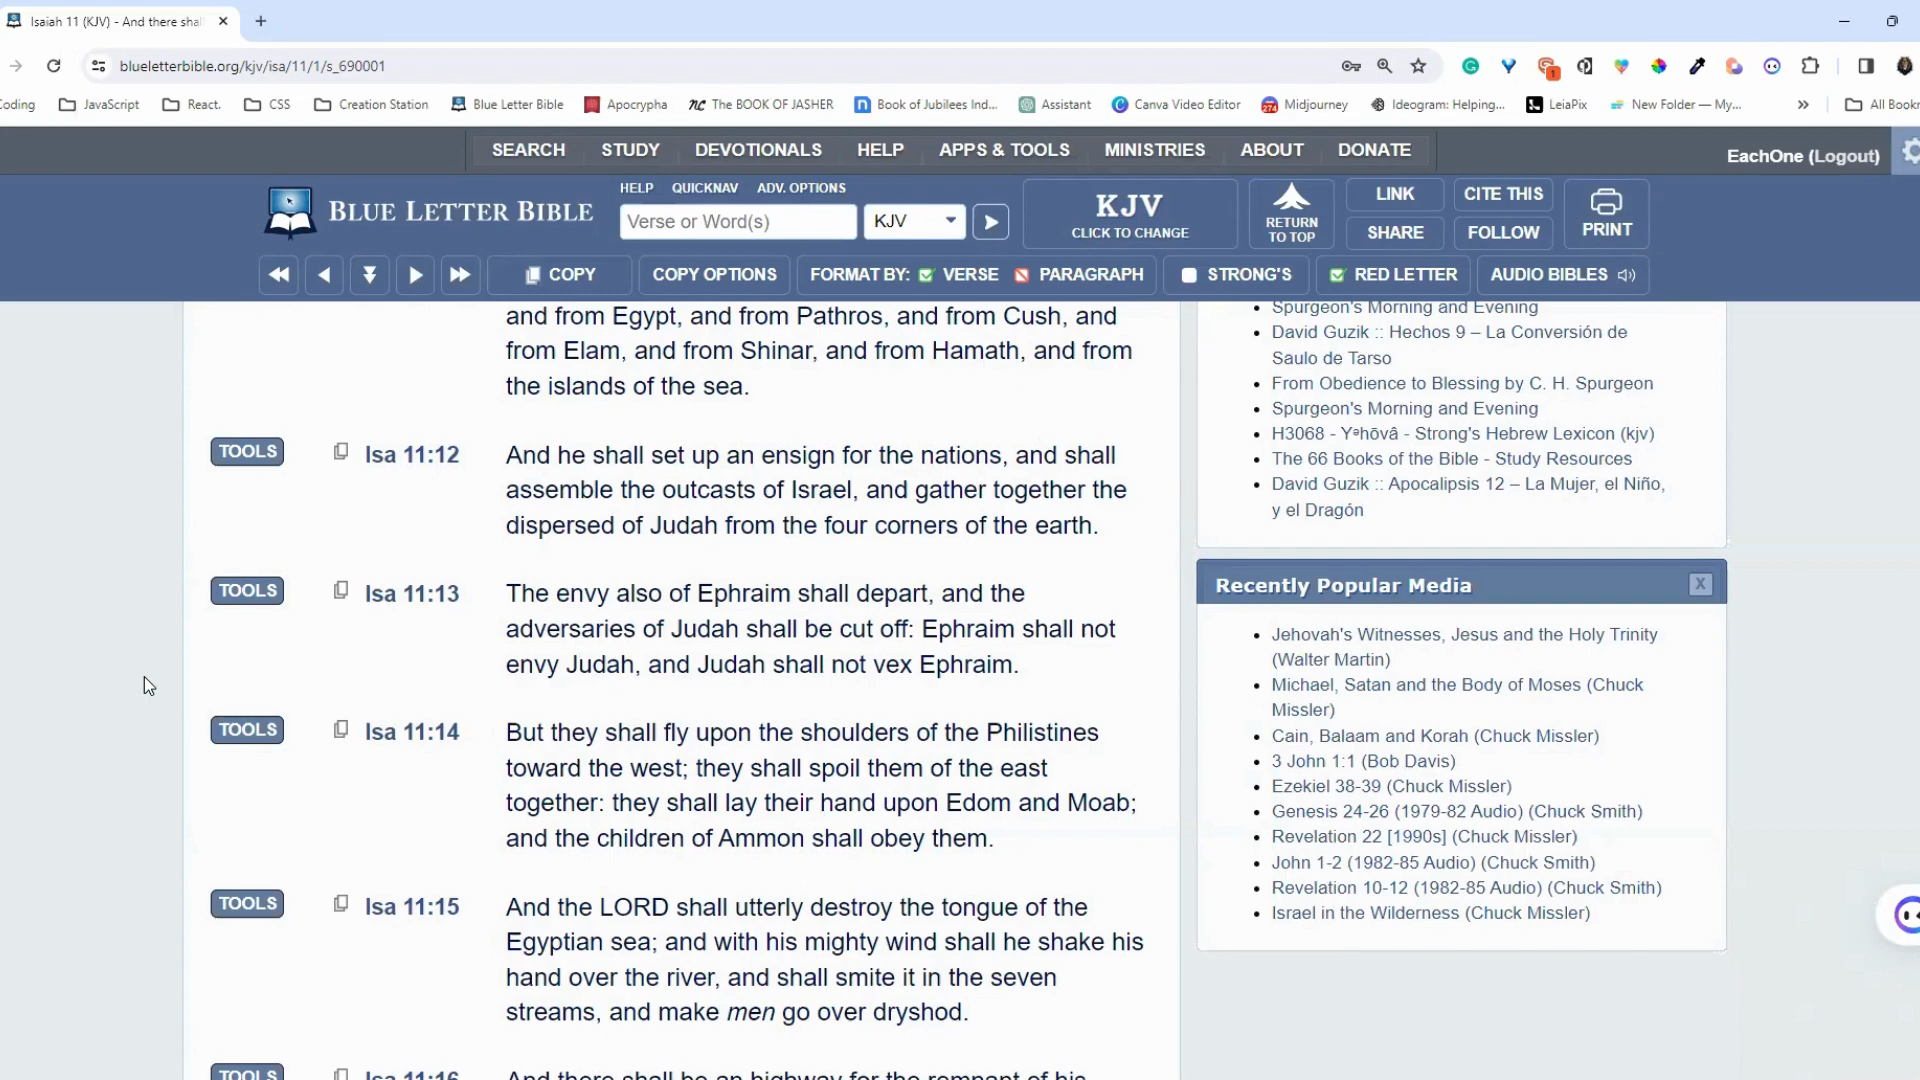 Isaiah 11 (KJV) - And there shal
blueletterbible.org/kjv/isa/11/1/s_690001
1
oding JavaScript React. CSS Creation Station Blue Letter Bible Apocrypha The BOOK OF JASHER Book of Jubilees Ind... Assistant Canva Video Editor Midjourney Ideogram: Helping... LeiaPix New Folder — My... » All Book
SEARCH STUDY DEVOTIONALS HELP APPS & TOOLS MINISTRIES ABOUT DONATE
EachOne (Logout)
HELP QUICKNAV ADV. OPTIONS
BLUE LETTER BIBLE
Verse or Word(s)
KJV
KJV
CLICK TO CHANGE
RETURN
TO TOP
LINK
CITE THIS
SHARE
FOLLOW
PRINT
COPY COPY OPTIONS FORMAT BY: VERSE PARAGRAPH STRONG'S RED LETTER AUDIO BIBLES
and from Egypt, and from Pathros, and from Cush, and
from Elam, and from Shinar, and from Hamath, and from
the islands of the sea.
TOOLS Isa 11:12 And he shall set up an ensign for the nations, and shall
assemble the outcasts of Israel, and gather together the
dispersed of Judah from the four corners of the earth.
TOOLS Isa 11:13 The envy also of Ephraim shall depart, and the
adversaries of Judah shall be cut off: Ephraim shall not
envy Judah, and Judah shall not vex Ephraim.
TOOLS Isa 11:14 But they shall fly upon the shoulders of the Philistines
toward the west; they shall spoil them of the east
together: they shall lay their hand upon Edom and Moab;
and the children of Ammon shall obey them.
TOOLS Isa 11:15 And the LORD shall utterly destroy the tongue of the
Egyptian sea; and with his mighty wind shall he shake his
hand over the river, and shall smite it in the seven
streams, and make men go over dryshod.
TOOLS Isa 11:16 And there shall be an highway for the remnant of his
Spurgeon's Morning and Evening
David Guzik :: Hechos 9 – La Conversión de
Saulo de Tarso
From Obedience to Blessing by C. H. Spurgeon
Spurgeon's Morning and Evening
H3068 - Yᵊhōvâ - Strong's Hebrew Lexicon (kjv)
The 66 Books of the Bible - Study Resources
David Guzik :: Apocalipsis 12 – La Mujer, el Niño,
y el Dragón
Recently Popular Media X
Jehovah's Witnesses, Jesus and the Holy Trinity
(Walter Martin)
Michael, Satan and the Body of Moses (Chuck
Missler)
Cain, Balaam and Korah (Chuck Missler)
3 John 1:1 (Bob Davis)
Ezekiel 38-39 (Chuck Missler)
Genesis 24-26 (1979-82 Audio) (Chuck Smith)
Revelation 22 [1990s] (Chuck Missler)
John 1-2 (1982-85 Audio) (Chuck Smith)
Revelation 10-12 (1982-85 Audio) (Chuck Smith)
Israel in the Wilderness (Chuck Missler)